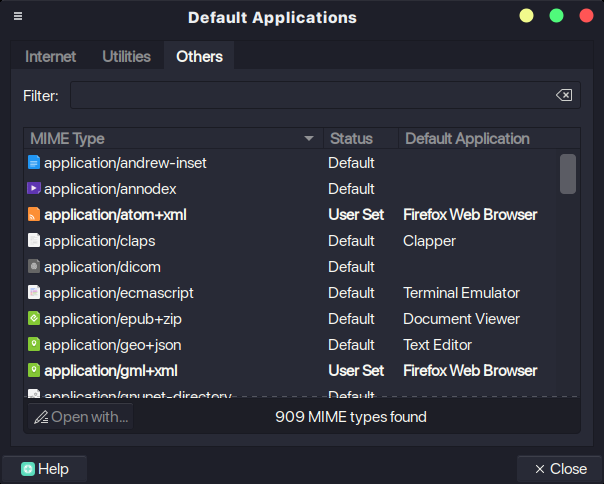 Default Applications
Internet Utilities Others
Filter:
MIME Type Status Default Application
application/andrew-inset Default
application/annodex Default
application/atom+xml User Set Firefox Web Browser
application/claps Default Clapper
application/dicom Default
application/ecmascript Default Terminal Emulator
application/epub+zip Default Document Viewer
application/geo+json Default Text Editor
application/gml+xml User Set Firefox Web Browser
application/gnunet-directory Default
Open with... 909 MIME types found
Help Close